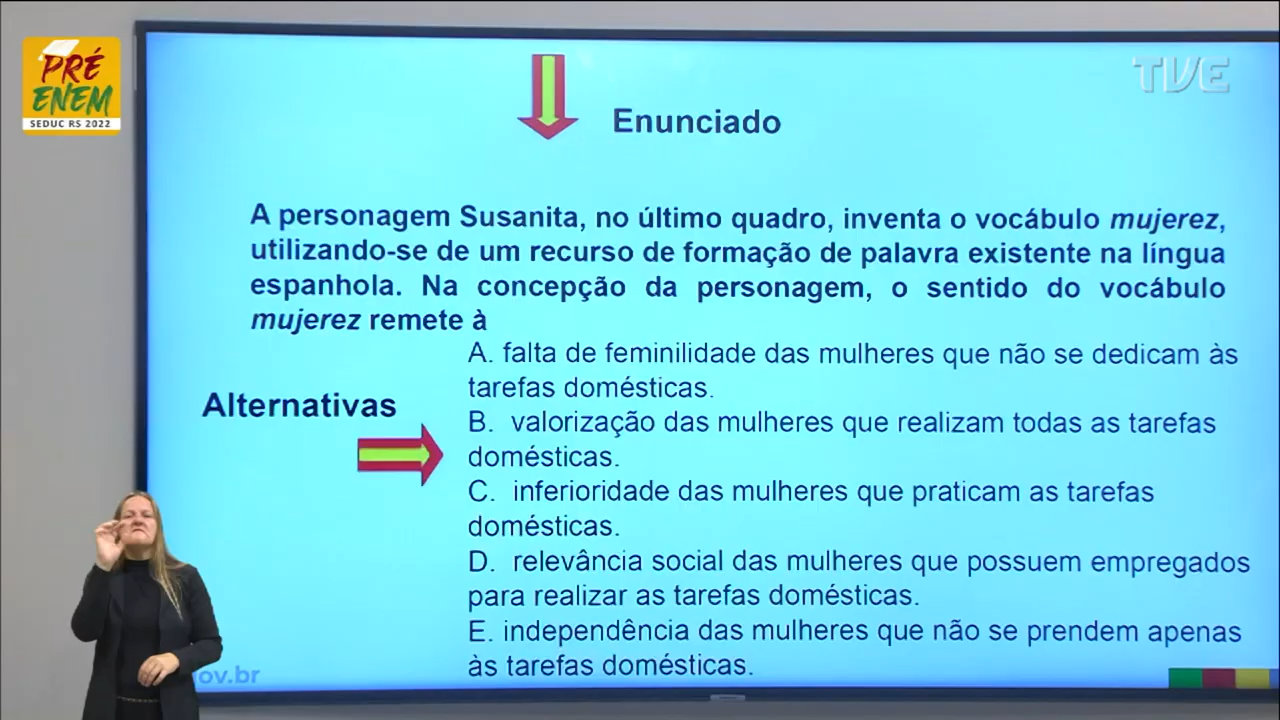 PRÉ
ENEM
SEDUC RS 2022
TVE
Enunciado
A personagem Susanita, no último quadro, inventa o vocábulo mujerez,
utilizando-se de um recurso de formação de palavra existente na língua
espanhola. Na concepção da personagem, o sentido do vocábulo
mujerez remete à
Alternativas
A. falta de feminilidade das mulheres que não se dedicam às
tarefas domésticas.
B. valorização das mulheres que realizam todas as tarefas
domésticas.
C. inferioridade das mulheres que praticam as tarefas
domésticas.
D. relevância social das mulheres que possuem empregados
para realizar as tarefas domésticas.
E. independência das mulheres que não se prendem apenas
às tarefas domésticas.
ov.br